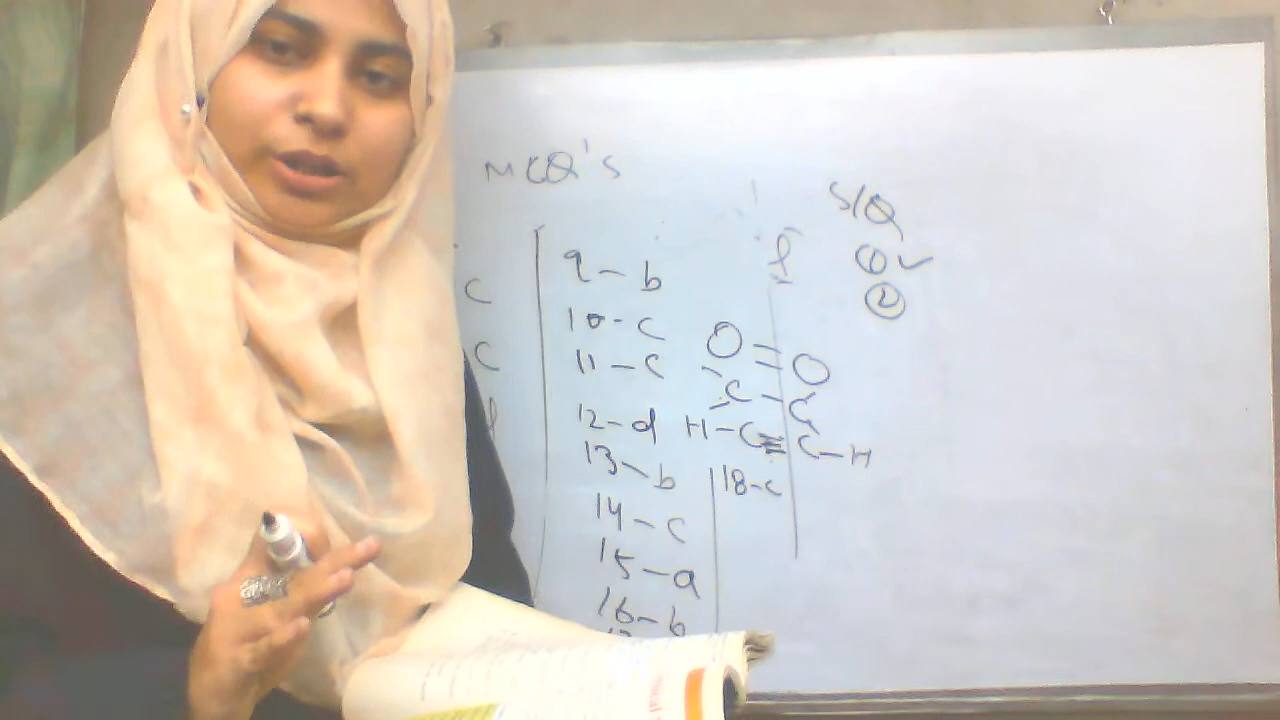 MCQ's
S/Q
① ✓
②
C
C
9 - b
10 - C
11 - C
12 - d
13 - b
14 - c
15 - a
16 - b
18 - c
O = O
C - C
H - C C - H